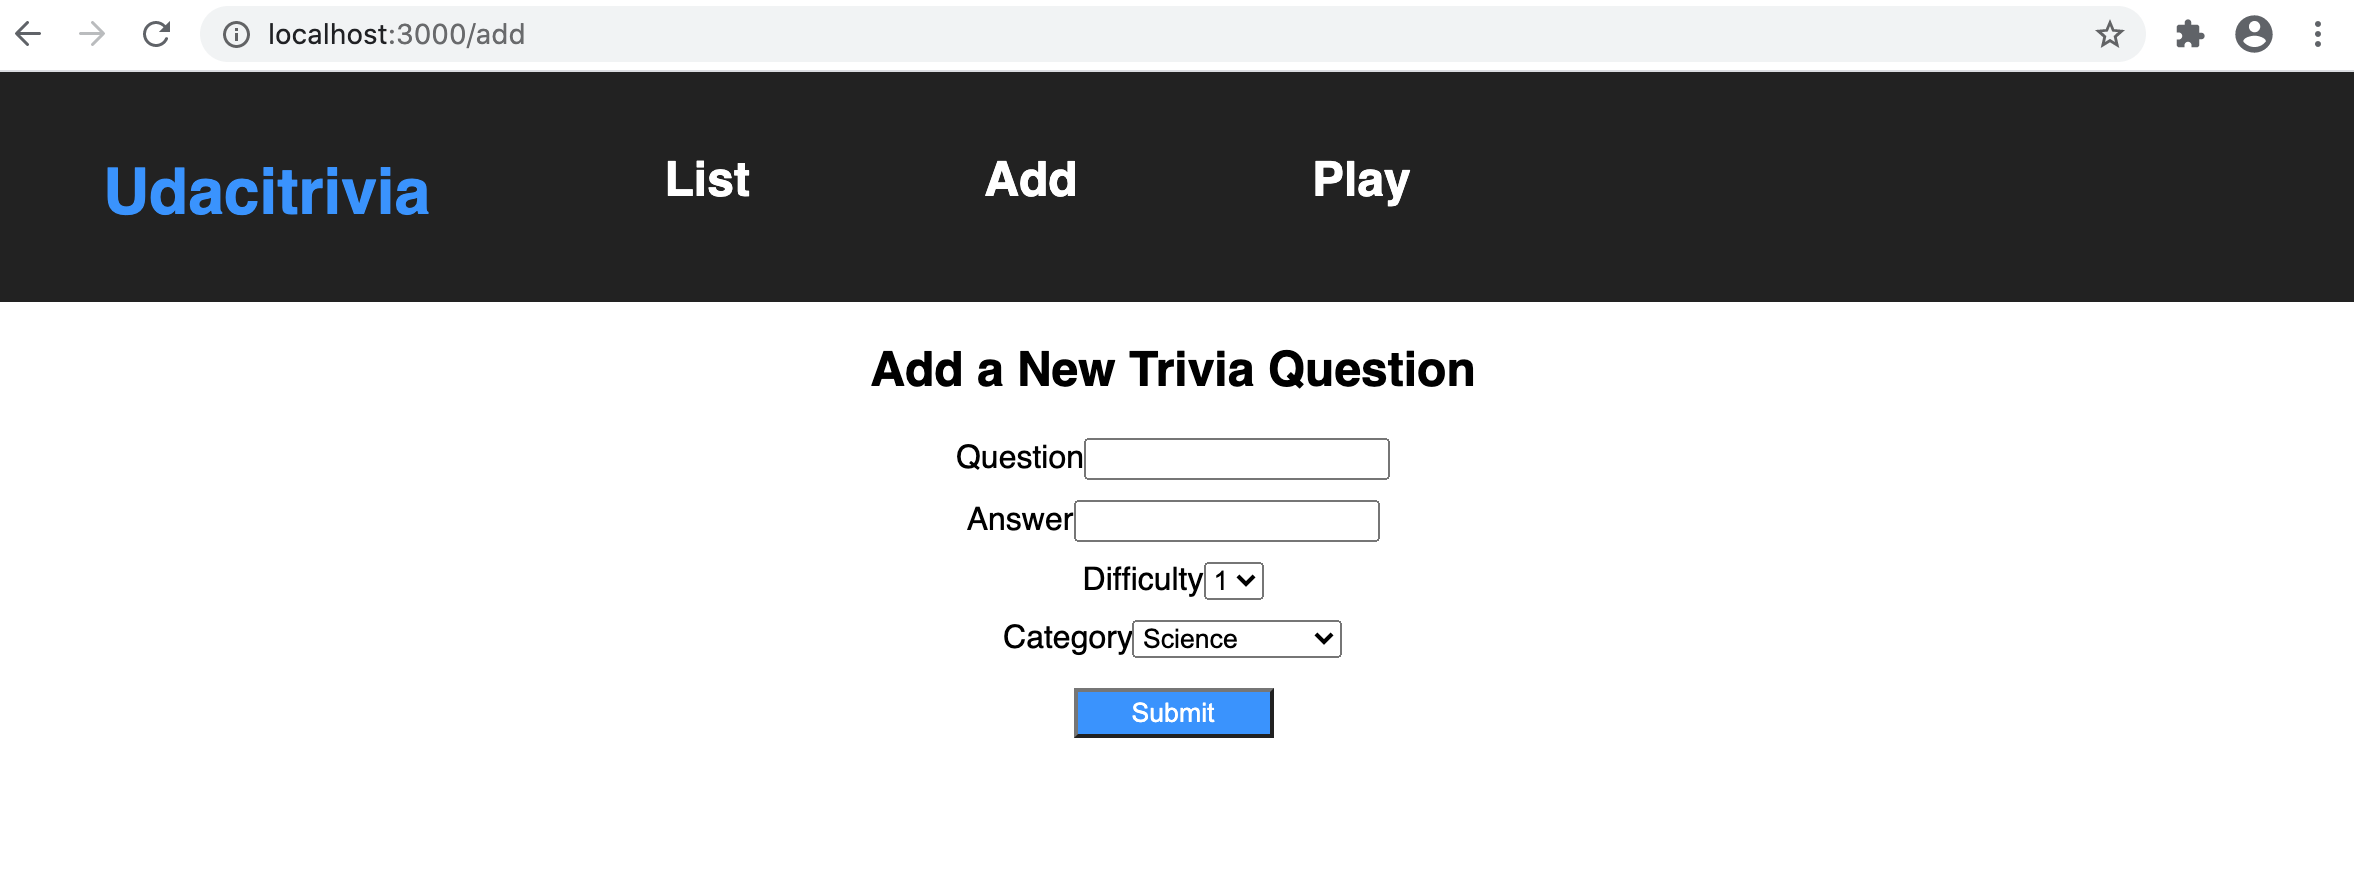 localhost:3000/add
Udacitrivia List Add Play
Add a New Trivia Question
Question
Answer
Difficulty 1
Category Science
Submit